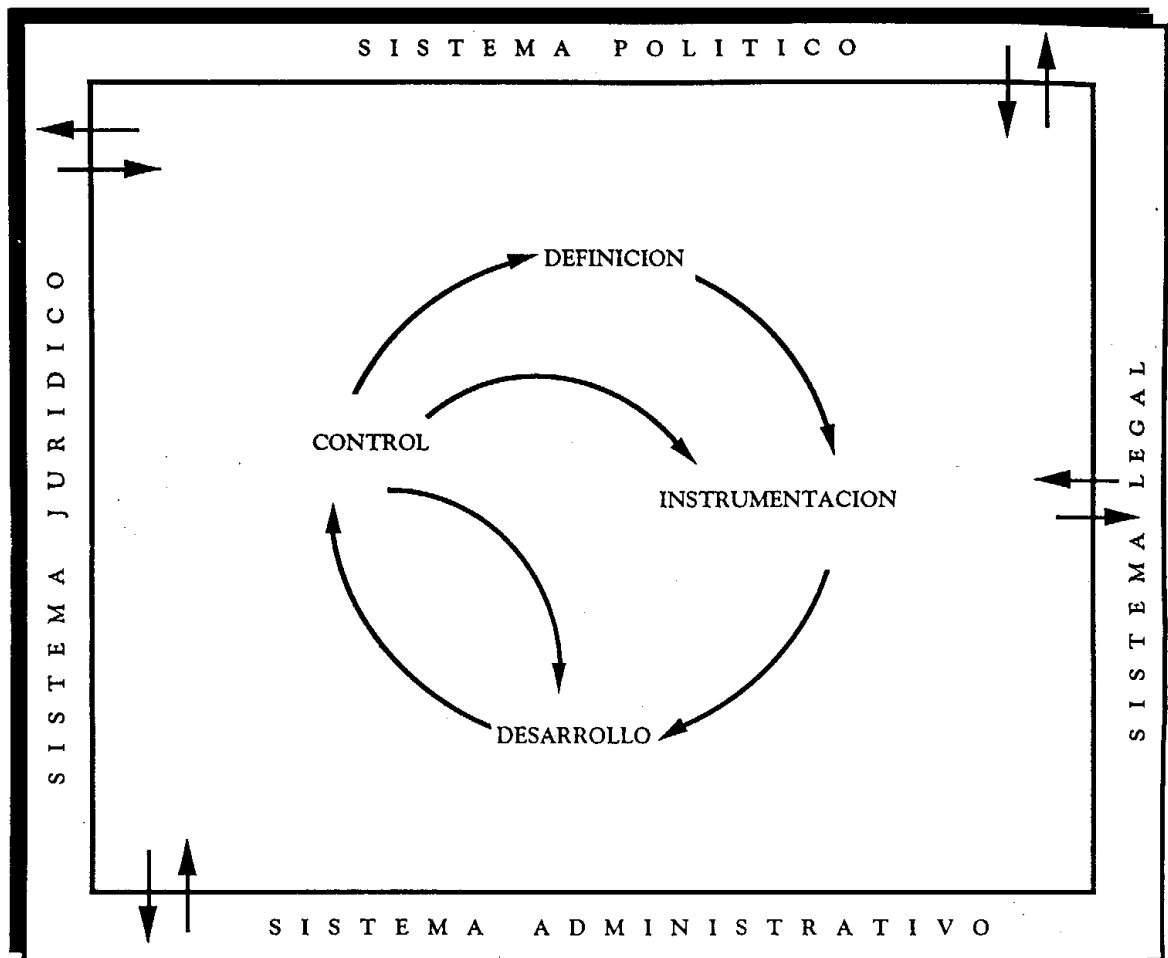 SISTEMA POLITICO
DEFINICION
CONTROL
INSTRUMENTACION
DESARROLLO
SISTEMA JURIDICO
SISTEMA LEGAL
SISTEMA ADMINISTRATIVO